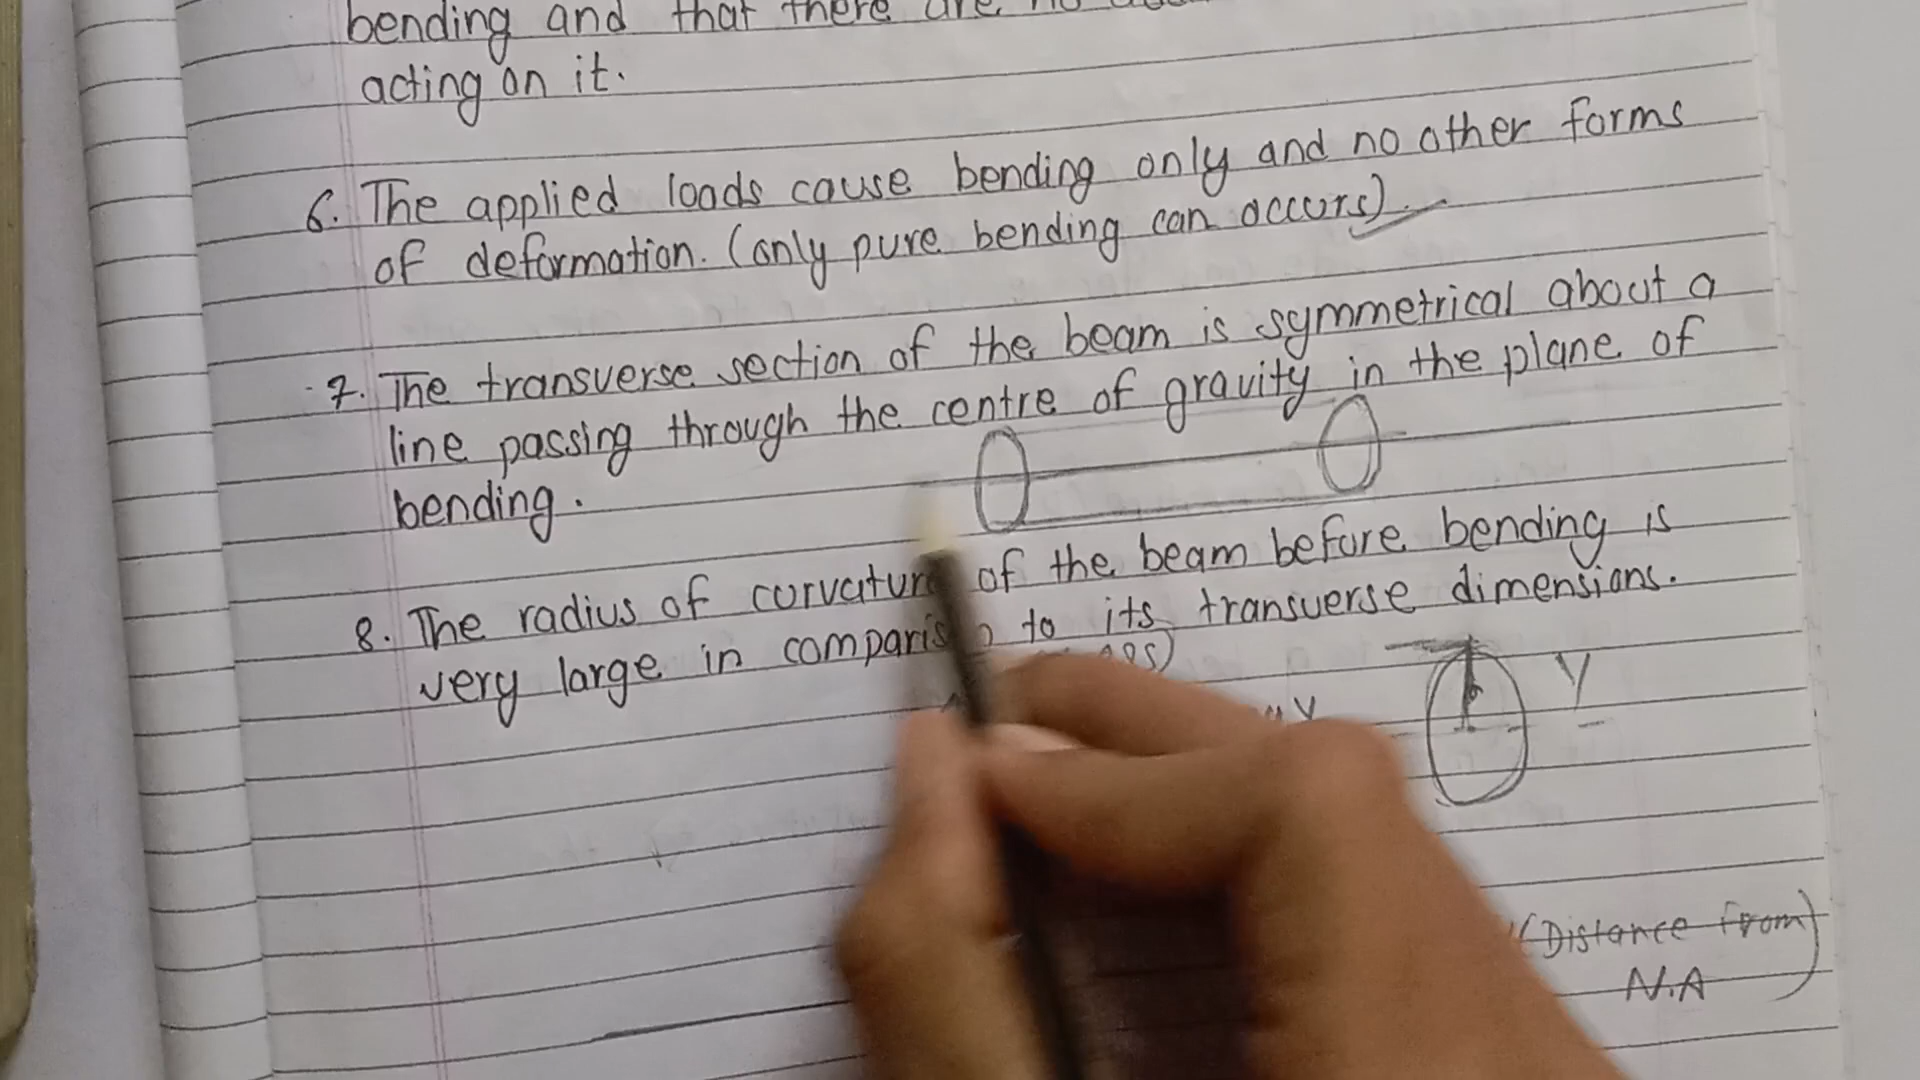 bending and that there are no
acting on it.
6. The applied loads cause bending only and no other forms
of deformation. (only pure bending can occurs).
7. The transverse section of the beam is symmetrical about a
line passing through the centre of gravity in the plane of
bending.
8. The radius of curvature of the beam before bending is
very large in comparison to its transverse dimensions.
Y
(Distance from)
N.A